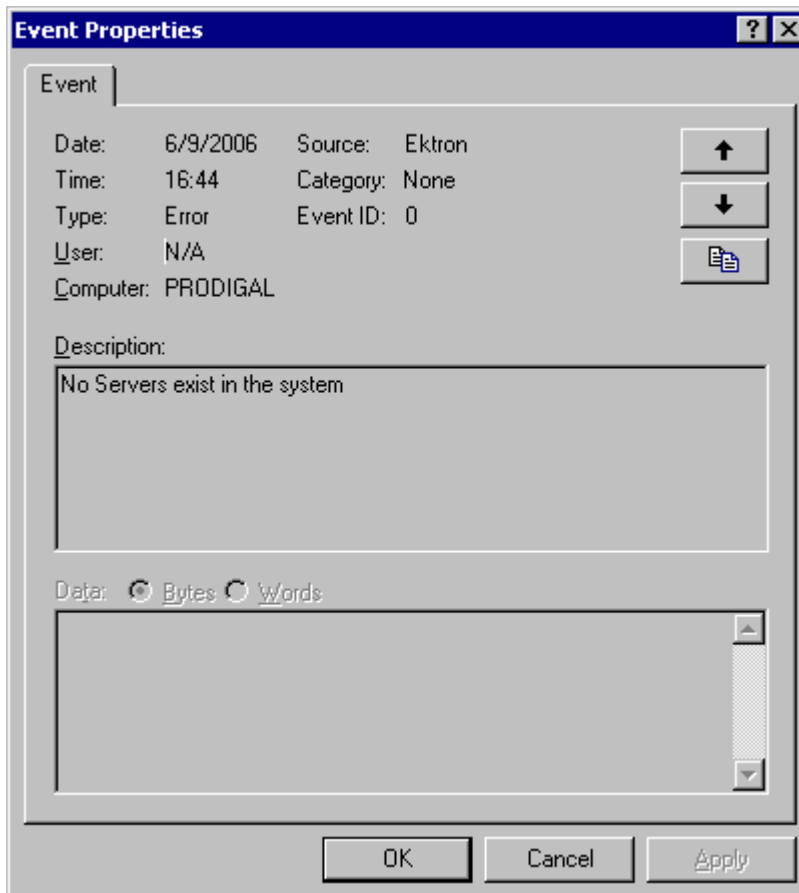 Event Properties
Event
Date: 6/9/2006 Source: Ektron
Time: 16:44 Category: None
Type: Error Event ID: 0
User: N/A
Computer: PRODIGAL
Description:
No Servers exist in the system
Data: Bytes Words
OK Cancel Apply